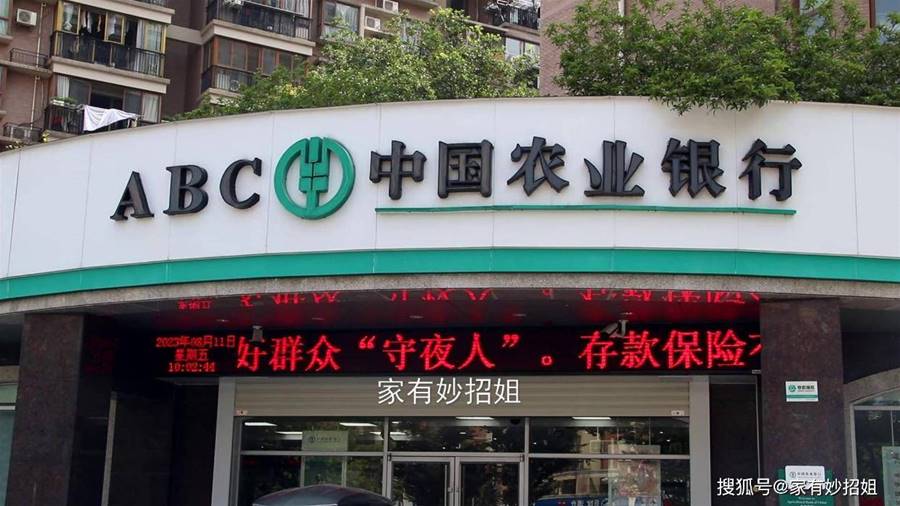 ABC 中国农业银行
2023年08月11日
星期五
10:02:44
好群众“守夜人”。存款保险不
家有妙招姐
搜狐号@家有妙招姐